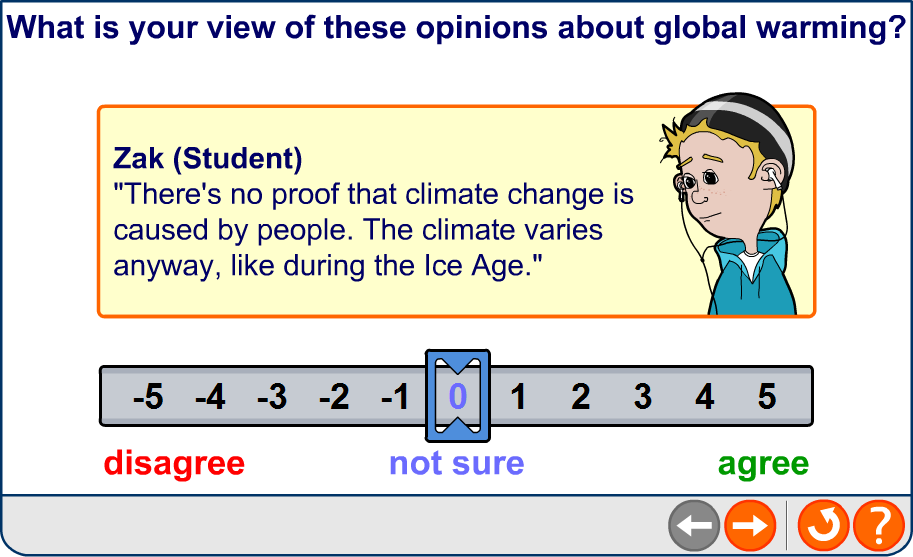 What is your view of these opinions about global warming?
Zak (Student)
"There's no proof that climate change is
caused by people. The climate varies
anyway, like during the Ice Age."
-5 -4 -3 -2 -1 0 1 2 3 4 5
disagree not sure agree
?